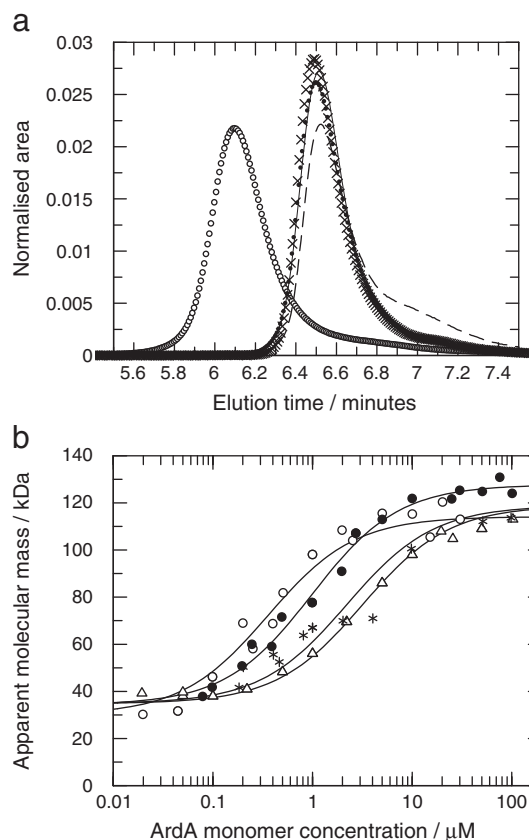 a
0.03
0.025
0.02
0.015
0.01
0.005
0
Normalised area
5.6 5.8 6 6.2 6.4 6.6 6.8 7 7.2 7.4
Elution time / minutes
b
140
120
100
80
60
40
20
0
Apparent molecular mass / kDa
0.01 0.1 1 10 100
ArdA monomer concentration / μM